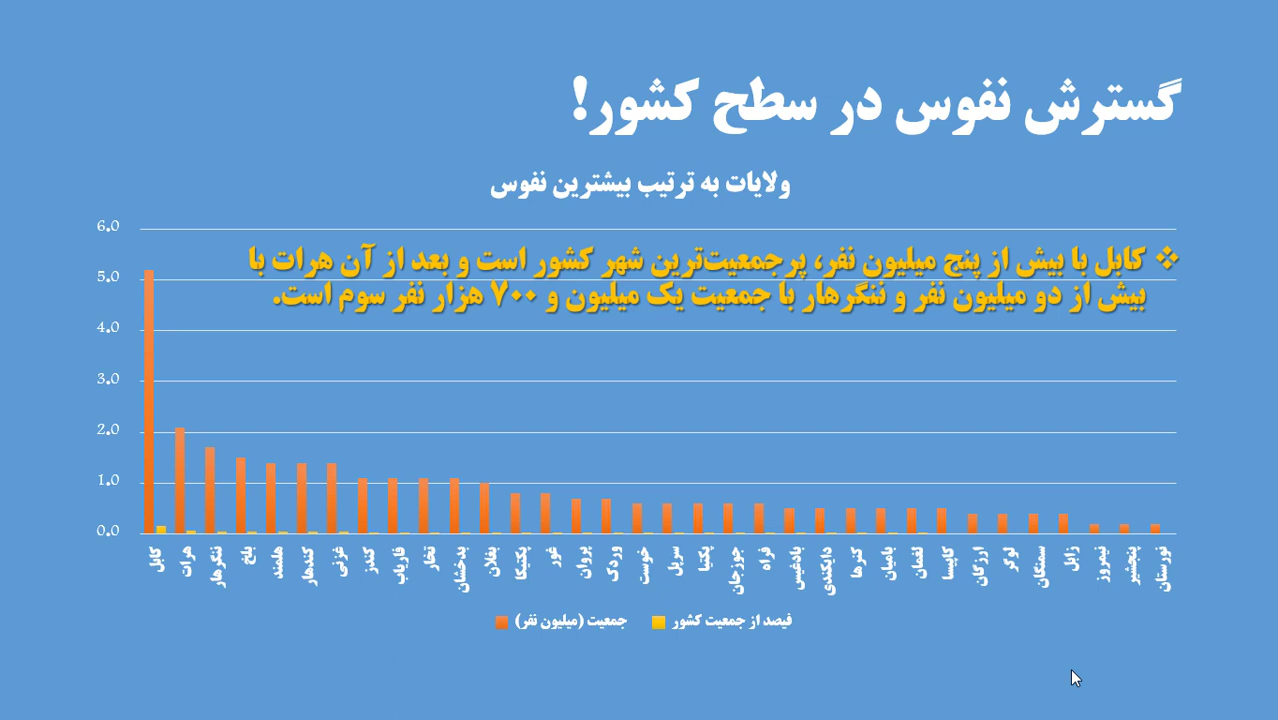 گسترش نفوس در سطح کشور!
ولایات به ترتیب بیشترین نفوس
❖ کابل با بیش از پنج میلیون نفر، پرجمعیت‌ترین شهر کشور است و بعد از آن هرات با
بیش از دو میلیون نفر و ننگرهار با جمعیت یک میلیون و ۷۰۰ هزار نفر سوم است.
6.0
5.0
4.0
3.0
2.0
1.0
0.0
کابل
هرات
ننگرهار
بلخ
هلمند
کندهار
غزنی
کندز
فاریاب
تخار
بدخشان
بغلان
پکتیکا
غور
پروان
وردک
خوست
سرپل
پکتیا
جوزجان
فراه
بادغیس
دایکندی
کنرها
بامیان
لغمان
کاپیسا
ارزگان
لوگر
سمنگان
زابل
نیمروز
پنجشیر
نورستان
جمعیت (میلیون نفر)
فیصد از جمعیت کشور